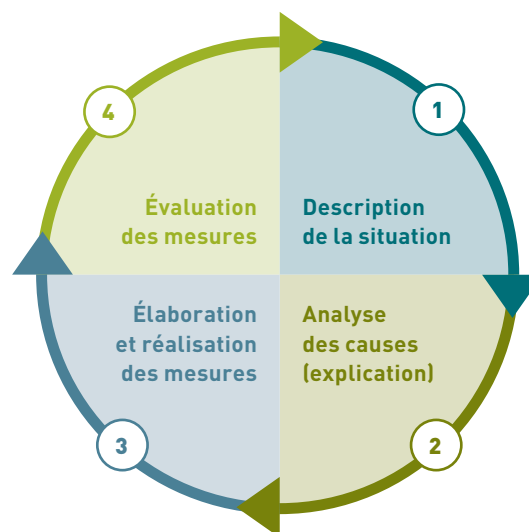 1
Description
de la situation
2
Analyse
des causes
(explication)
3
Élaboration
et réalisation
des mesures
4
Évaluation
des mesures